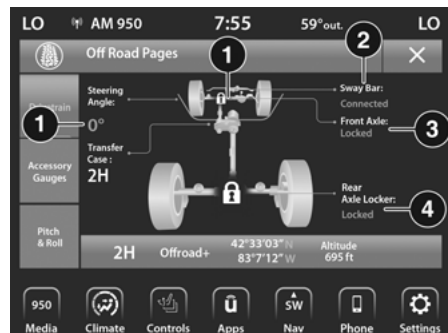 LO
AM 950
7:55
59°out.
LO
Off Road Pages
1
2
Steering
Angle:
0°
1
Sway Bar:
Connected
Front Axle:
Locked
3
Transfer
Case :
2H
Accessory
Gauges
Rear
Axle Locker:
Locked
4
Pitch
& Roll
2H
Offroad+
42°33'03" N
83°7'12" W
Altitude
695 ft
950
û
SW
Media
Climate
Controls
Apps
Nav
Phone
Settings